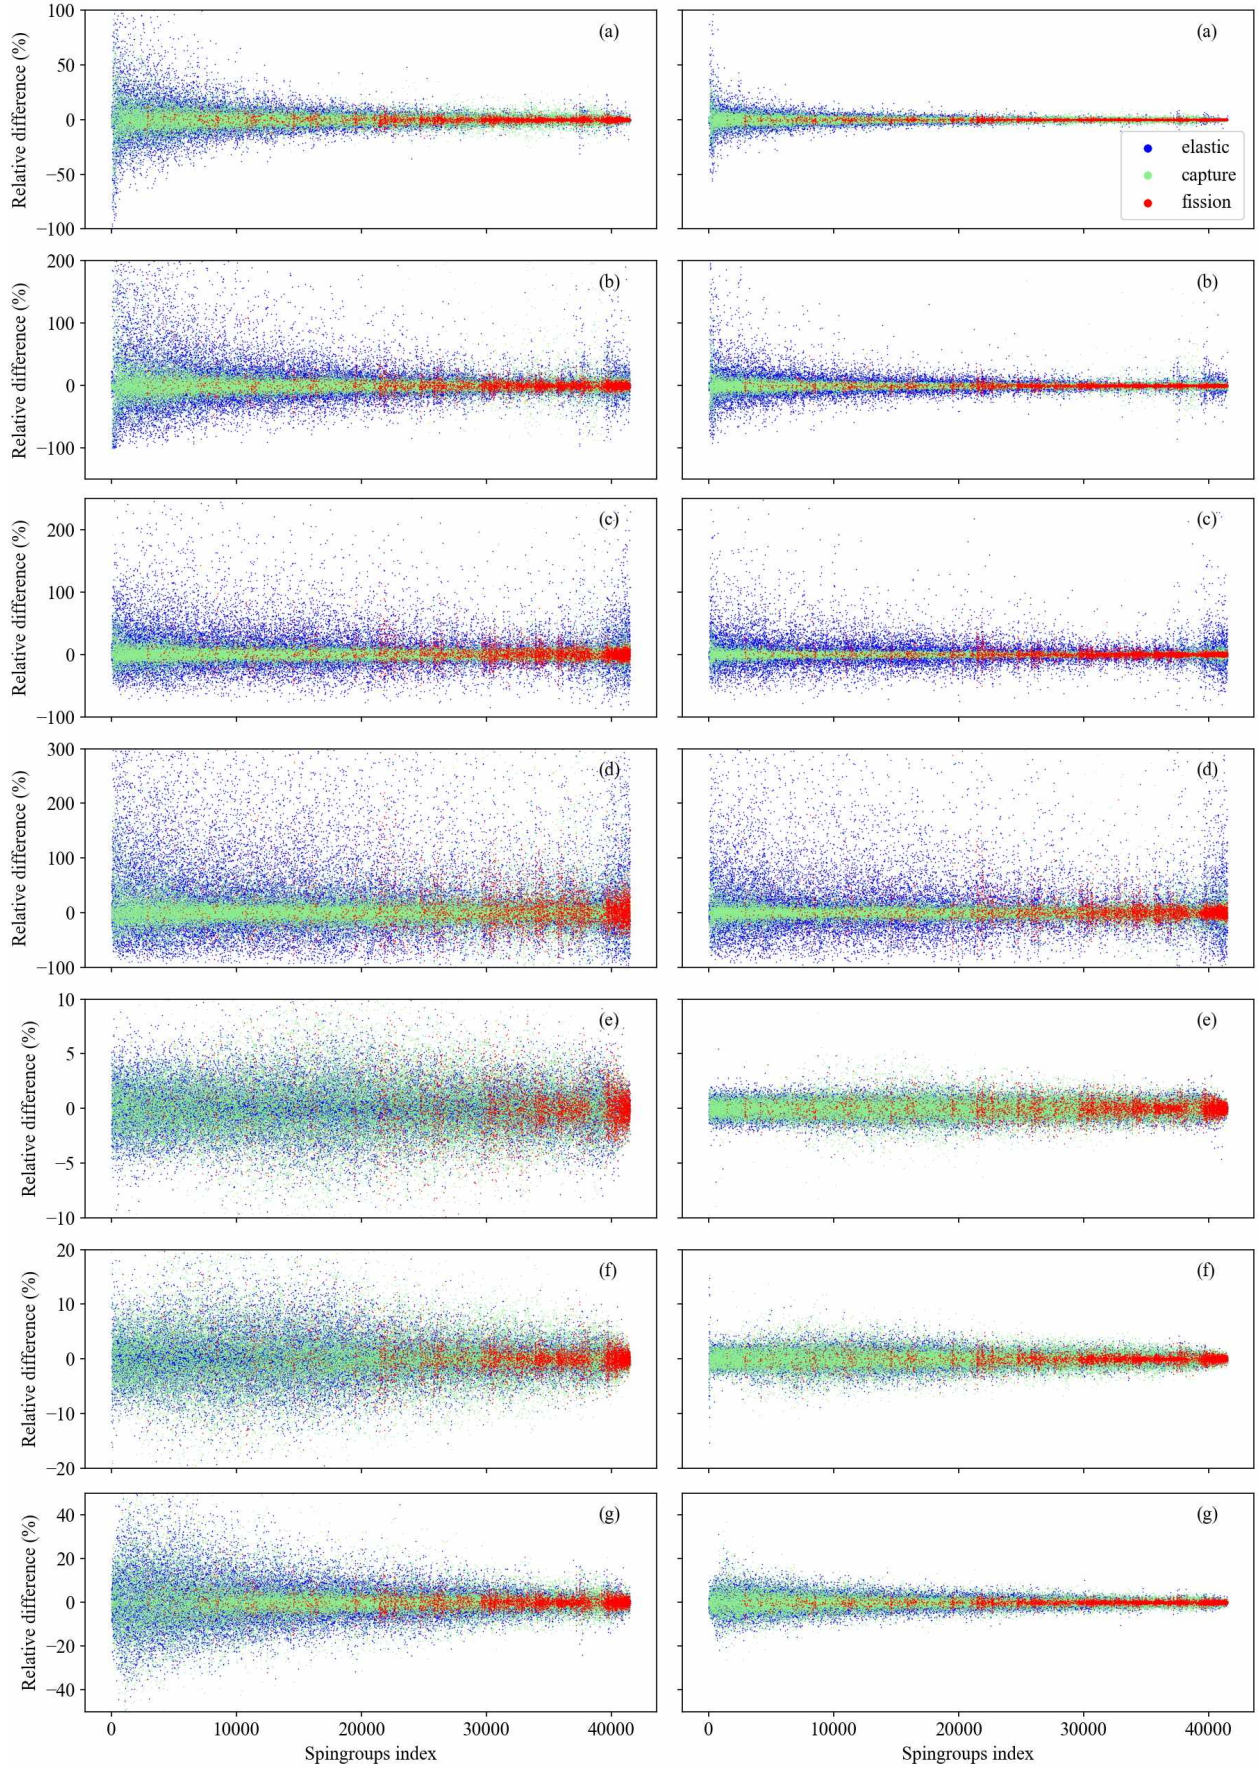 100
50
0
−50
−100
Relative difference (%)
(a)
(a)
elastic
capture
fission
200
100
0
−100
Relative difference (%)
(b)
(b)
200
100
0
−100
Relative difference (%)
(c)
(c)
300
200
100
0
−100
Relative difference (%)
(d)
(d)
10
5
0
−5
−10
Relative difference (%)
(e)
(e)
20
10
0
−10
−20
Relative difference (%)
(f)
(f)
40
20
0
−20
−40
Relative difference (%)
(g)
(g)
0 10000 20000 30000 40000
0 10000 20000 30000 40000
Spingroups index
Spingroups index